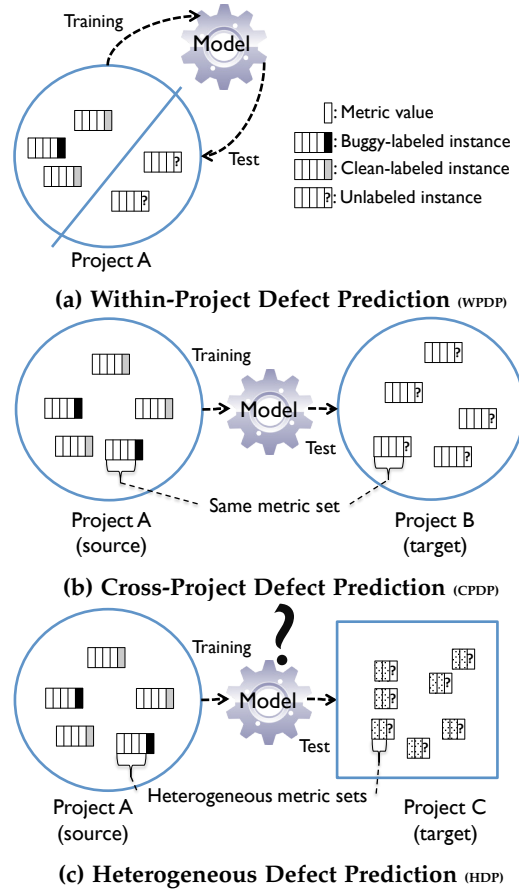 Training
Model
Test
?
?
Project A
: Metric value
: Buggy-labeled instance
: Clean-labeled instance
?: Unlabeled instance
(a) Within-Project Defect Prediction (WPDP)
Training
Model
Test
?
?
?
?
?
Same metric set
Project A
(source)
Project B
(target)
(b) Cross-Project Defect Prediction (CPDP)
?
Training
Model
Test
?
?
?
?
?
?
?
Heterogeneous metric sets
Project A
(source)
Project C
(target)
(c) Heterogeneous Defect Prediction (HDP)